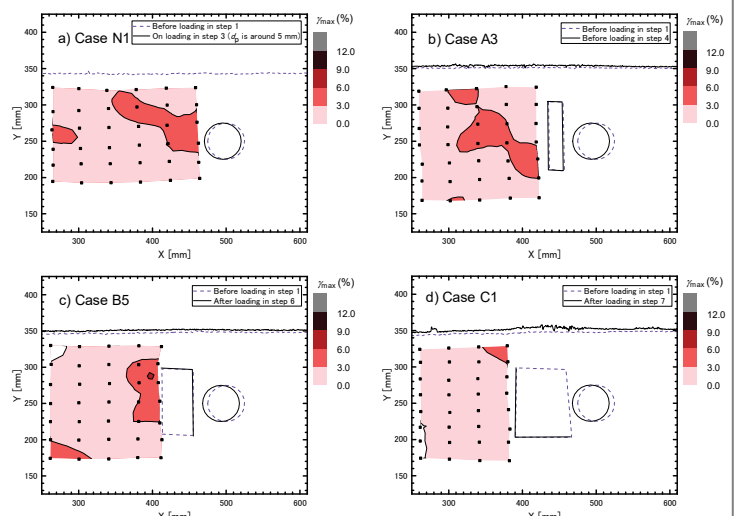 γmax (%)
a) Case N1
Before loading in step 1
On loading in step 3 (dp is around 5 mm)
12.0
9.0
6.0
3.0
0.0
400
350
300
250
200
150
Y [mm]
300 400 500 600
X [mm]
γmax (%)
b) Case A3
Before loading in step 1
Before loading in step 4
12.0
9.0
6.0
3.0
0.0
400
350
300
250
200
150
Y [mm]
300 400 500 600
X [mm]
γmax (%)
c) Case B5
Before loading in step 1
After loading in step 6
12.0
9.0
6.0
3.0
0.0
400
350
300
250
200
150
Y [mm]
300 400 500 600
X [mm]
γmax (%)
d) Case C1
Before loading in step 1
After loading in step 7
12.0
9.0
6.0
3.0
0.0
400
350
300
250
200
150
Y [mm]
300 400 500 600
X [mm]